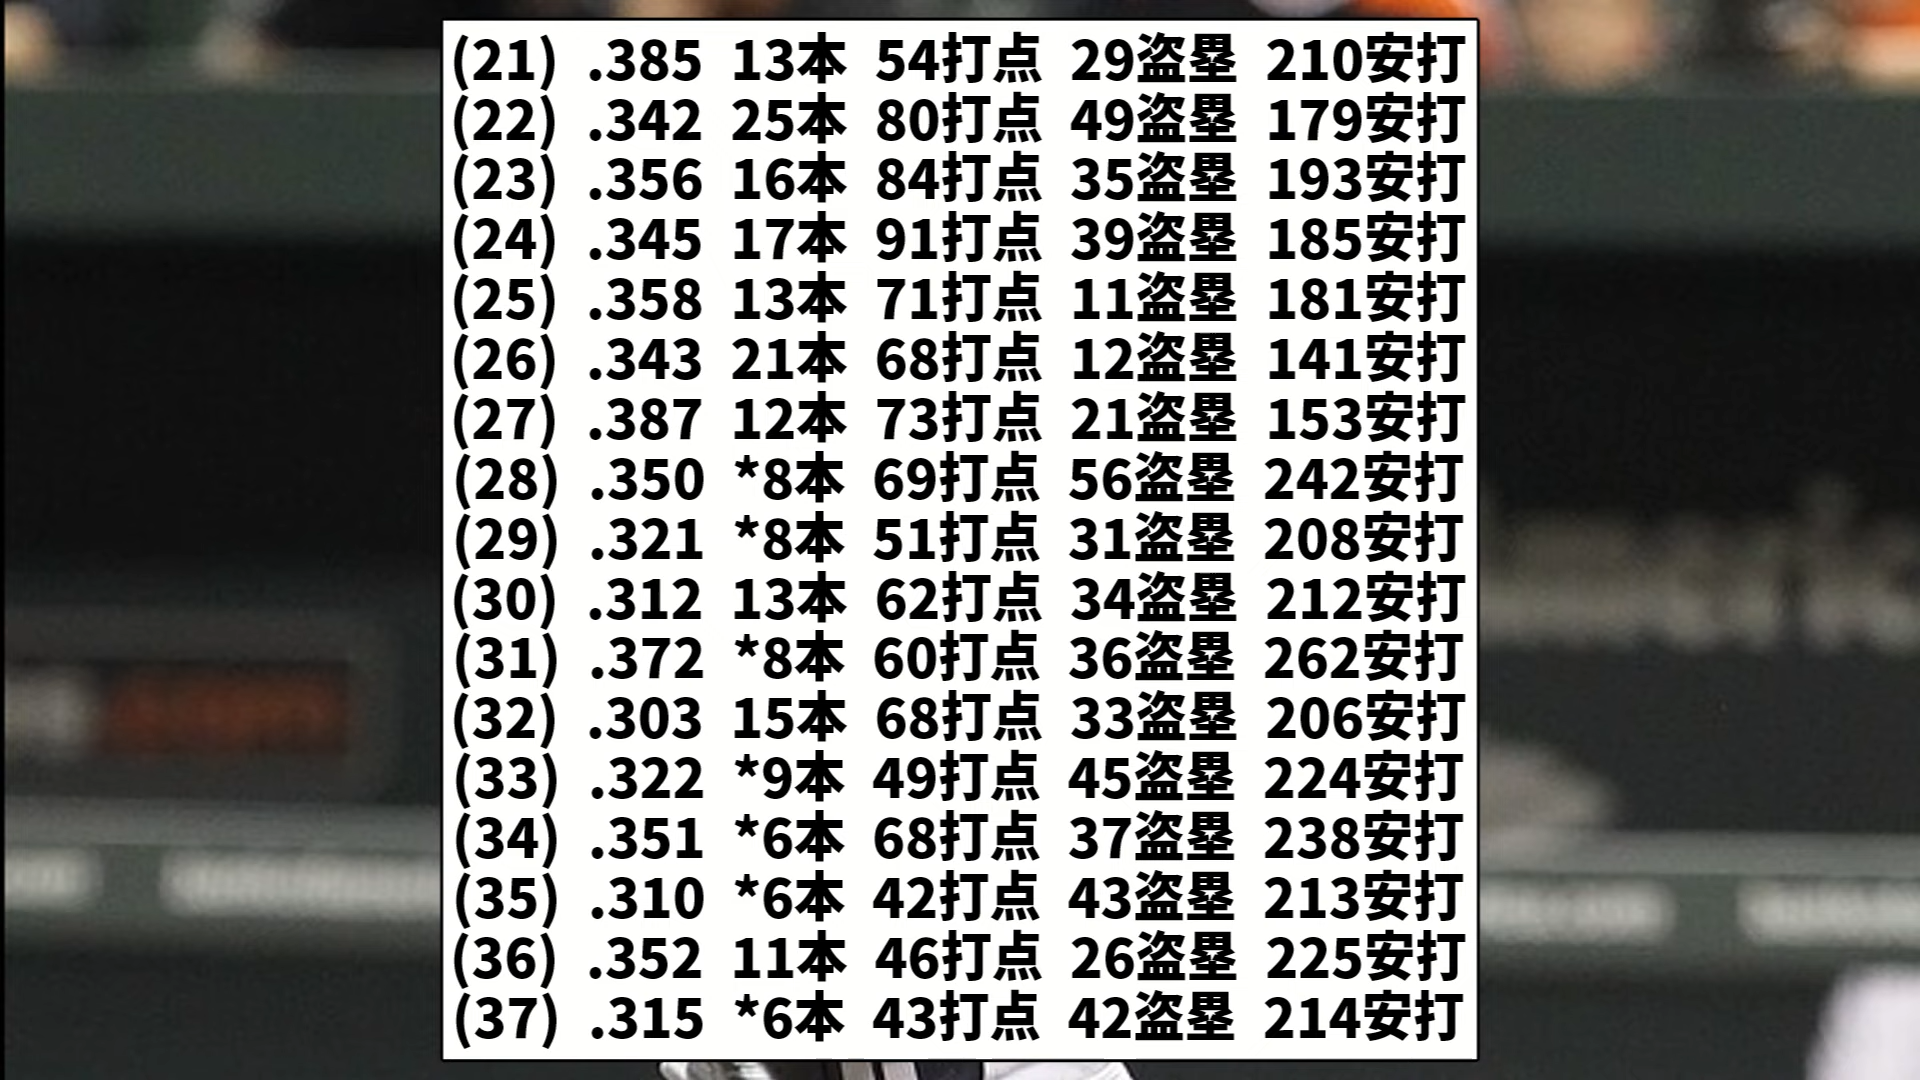 (21) .385 13本 54打点 29盗塁 210安打
(22) .342 25本 80打点 49盗塁 179安打
(23) .356 16本 84打点 35盗塁 193安打
(24) .345 17本 91打点 39盗塁 185安打
(25) .358 13本 71打点 11盗塁 181安打
(26) .343 21本 68打点 12盗塁 141安打
(27) .387 12本 73打点 21盗塁 153安打
(28) .350 *8本 69打点 56盗塁 242安打
(29) .321 *8本 51打点 31盗塁 208安打
(30) .312 13本 62打点 34盗塁 212安打
(31) .372 *8本 60打点 36盗塁 262安打
(32) .303 15本 68打点 33盗塁 206安打
(33) .322 *9本 49打点 45盗塁 224安打
(34) .351 *6本 68打点 37盗塁 238安打
(35) .310 *6本 42打点 43盗塁 213安打
(36) .352 11本 46打点 26盗塁 225安打
(37) .315 *6本 43打点 42盗塁 214安打